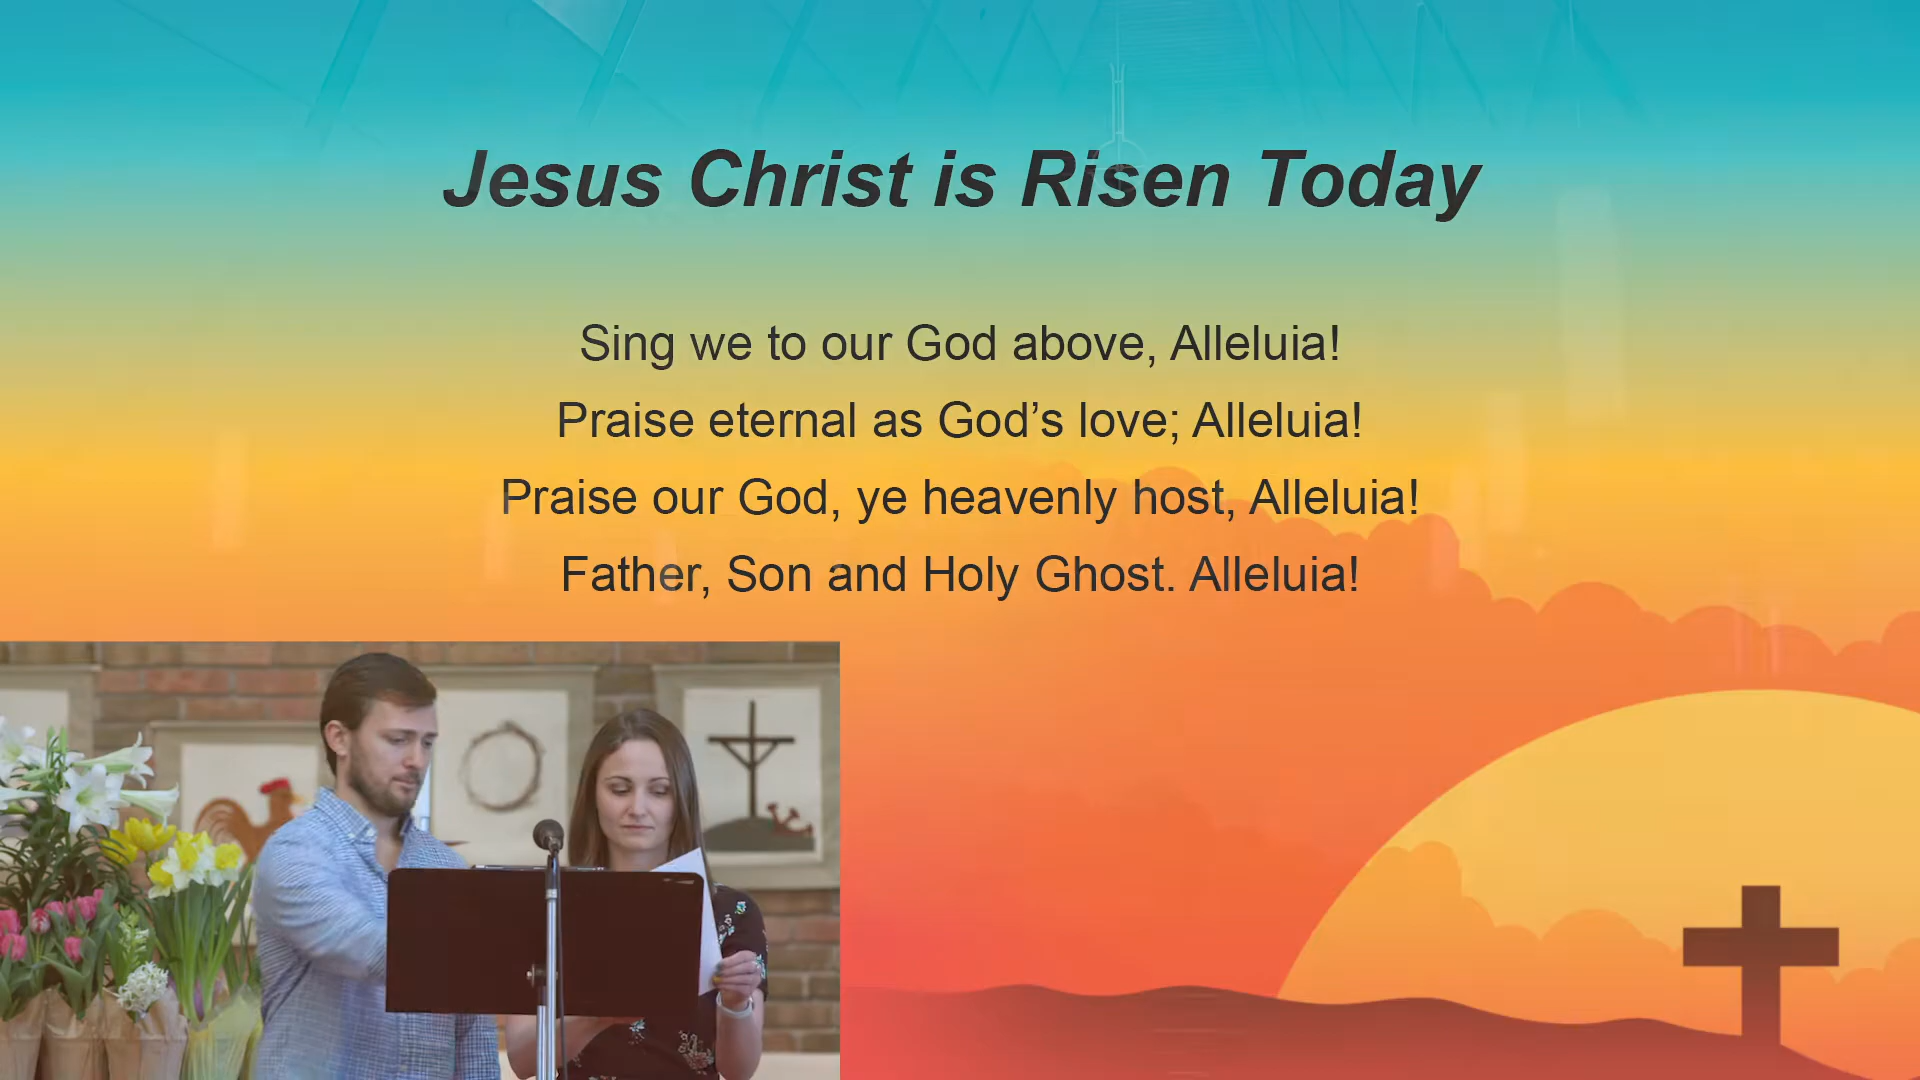 Jesus Christ is Risen Today
Sing we to our God above, Alleluia!
Praise eternal as God’s love; Alleluia!
Praise our God, ye heavenly host, Alleluia!
Father, Son and Holy Ghost. Alleluia!